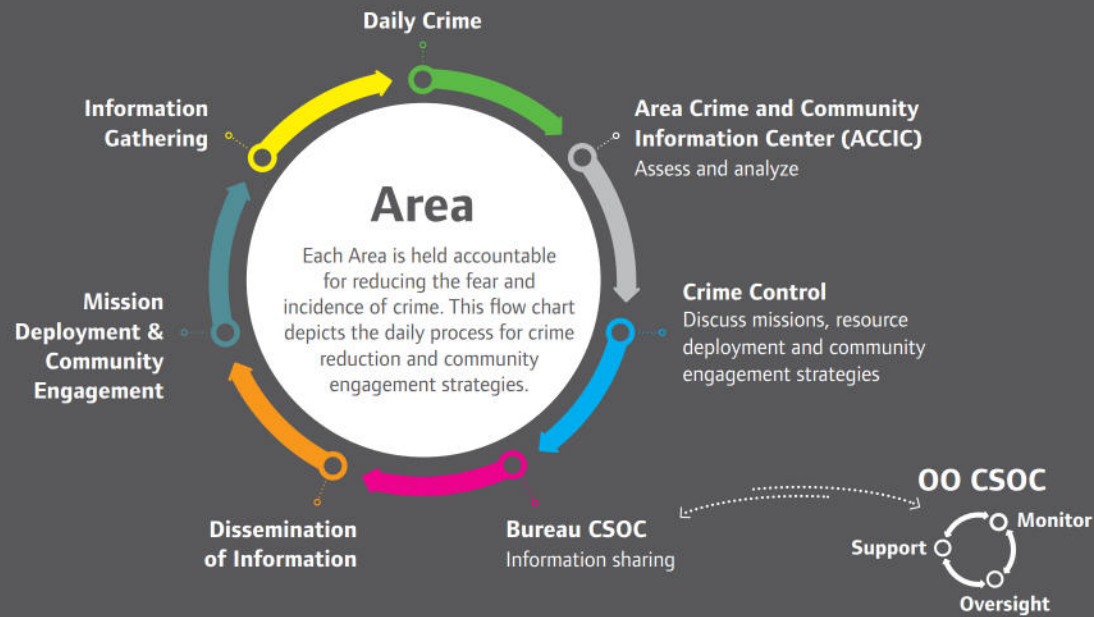 Daily Crime
Information
Gathering
Area Crime and Community
Information Center (ACCIC)
Assess and analyze
Area
Each Area is held accountable
for reducing the fear and
incidence of crime. This flow chart
depicts the daily process for crime
reduction and community
engagement strategies.
Mission
Deployment &
Community
Engagement
Crime Control
Discuss missions, resource
deployment and community
engagement strategies
Dissemination
of Information
Bureau CSOC
Information sharing
OO CSOC
Monitor
Support
Oversight